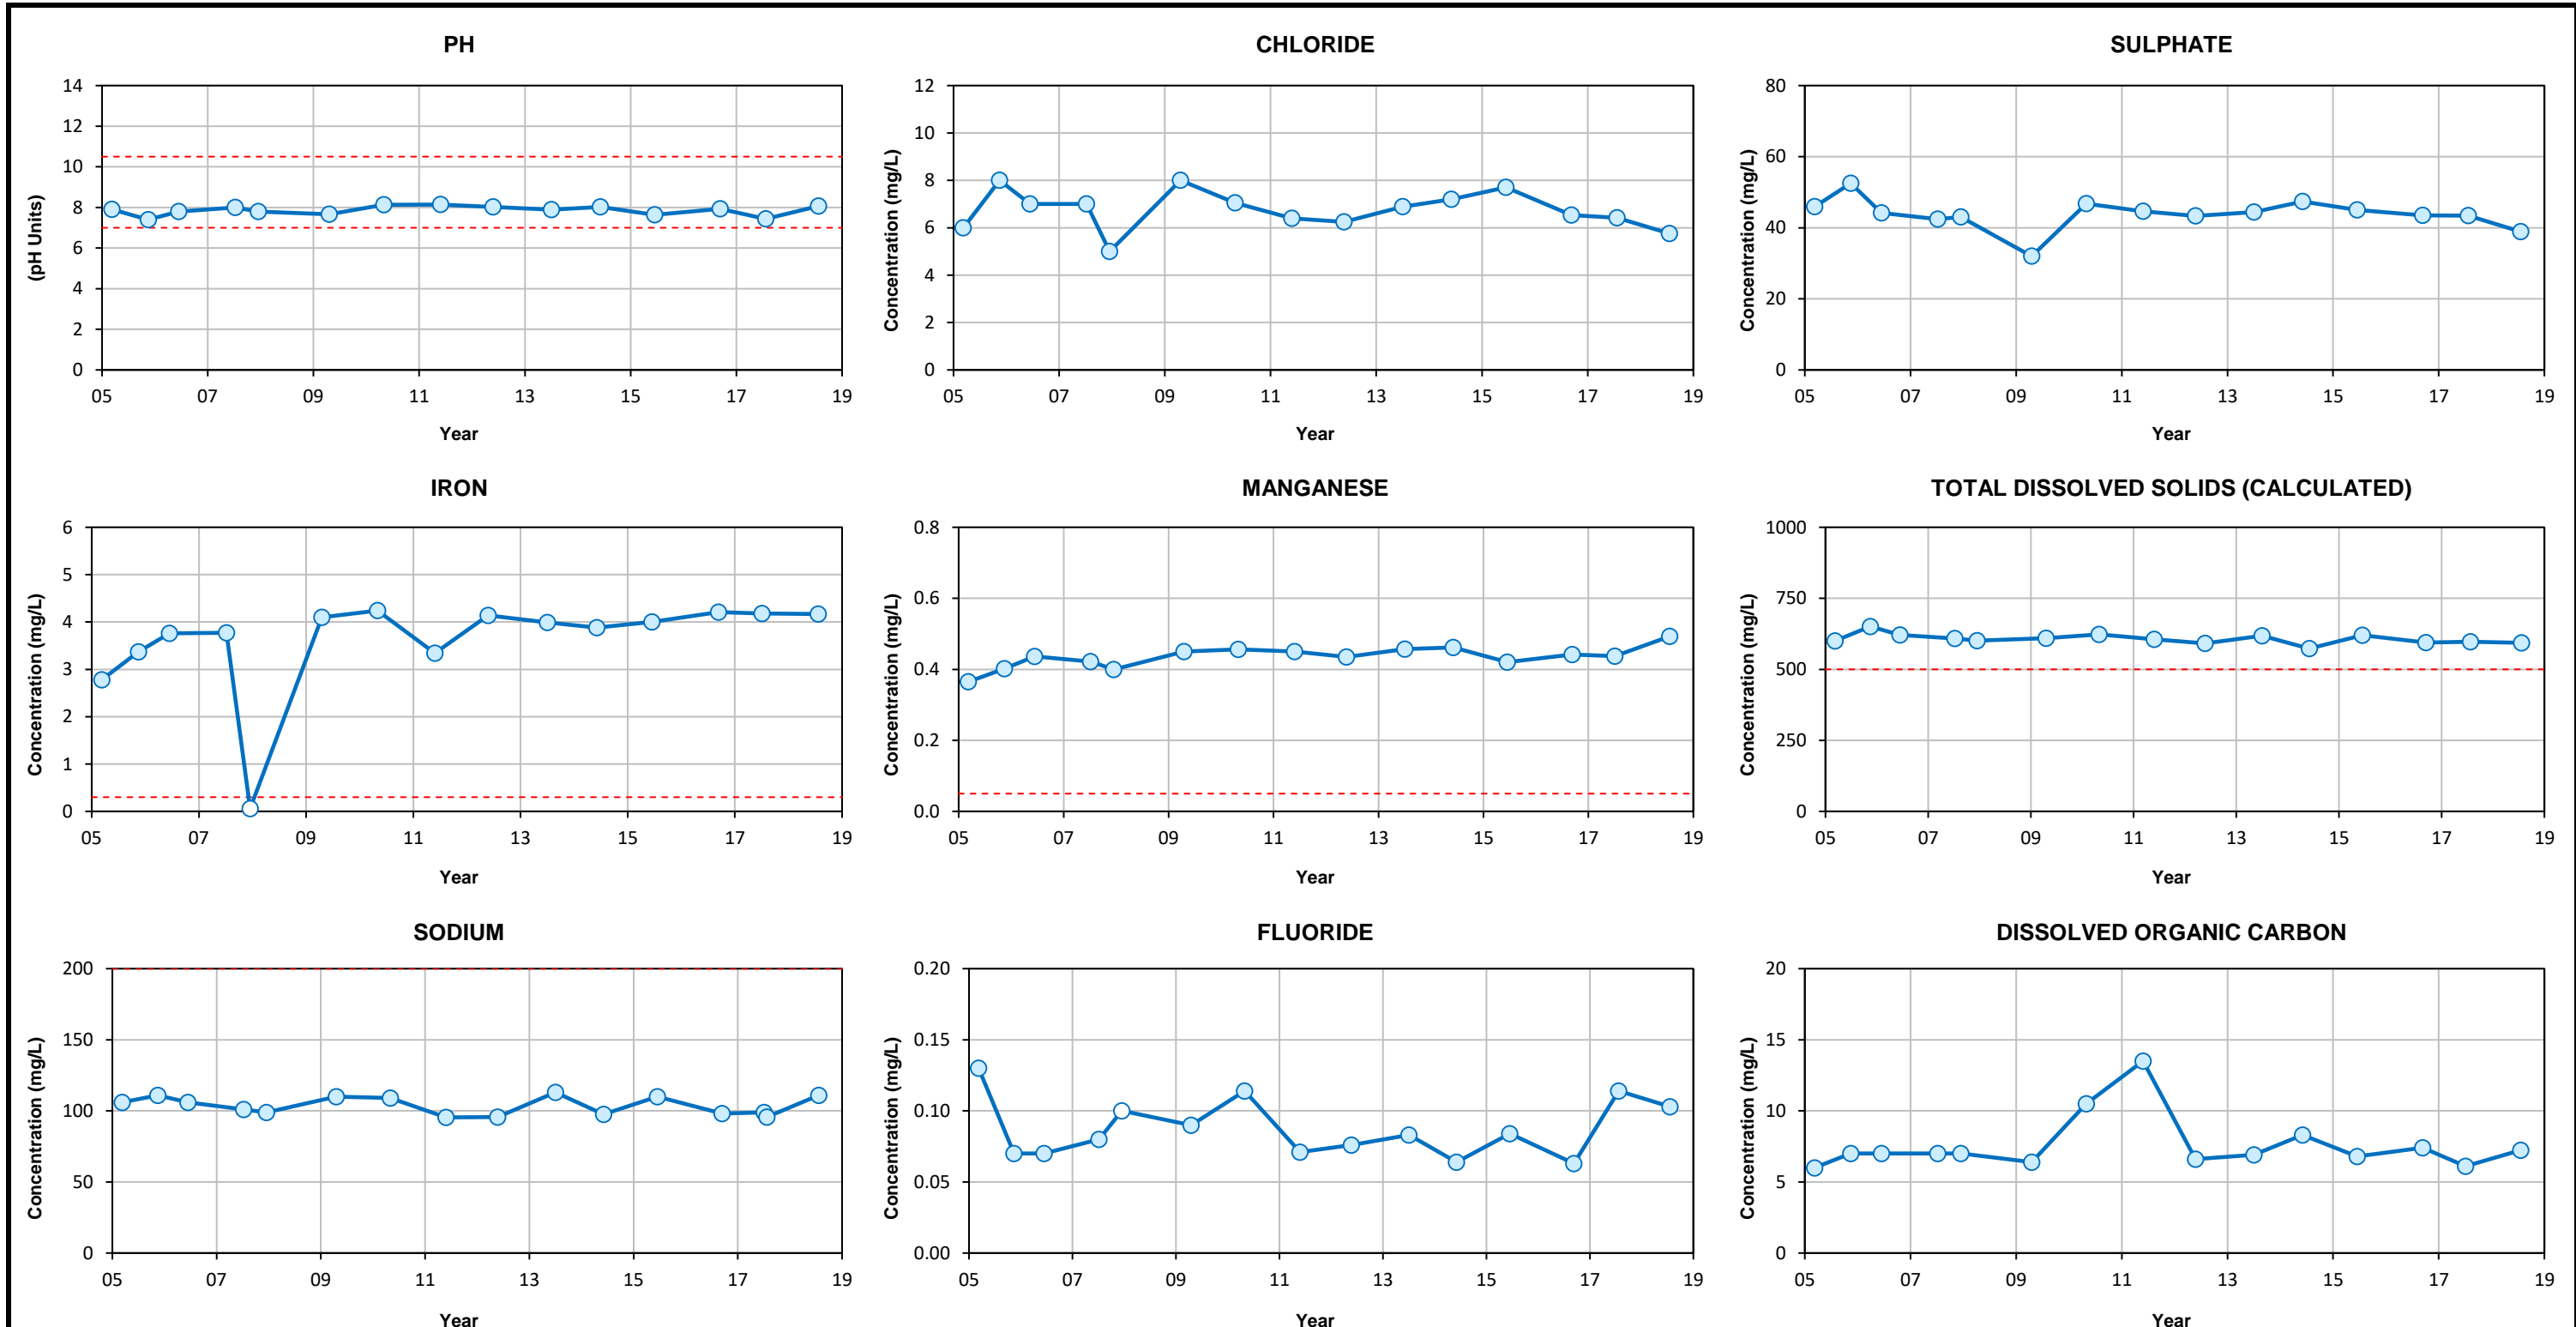 PH
14
12
10
8
6
4
2
0
(pH Units)
05 07 09 11 13 15 17 19
Year
CHLORIDE
12
10
8
6
4
2
0
Concentration (mg/L)
05 07 09 11 13 15 17 19
Year
SULPHATE
80
60
40
20
0
Concentration (mg/L)
05 07 09 11 13 15 17 19
Year
IRON
6
5
4
3
2
1
0
Concentration (mg/L)
05 07 09 11 13 15 17 19
Year
MANGANESE
0.8
0.6
0.4
0.2
0.0
Concentration (mg/L)
05 07 09 11 13 15 17 19
Year
TOTAL DISSOLVED SOLIDS (CALCULATED)
1000
750
500
250
0
Concentration (mg/L)
05 07 09 11 13 15 17 19
Year
SODIUM
200
150
100
50
0
Concentration (mg/L)
05 07 09 11 13 15 17 19
Year
FLUORIDE
0.20
0.15
0.10
0.05
0.00
Concentration (mg/L)
05 07 09 11 13 15 17 19
Year
DISSOLVED ORGANIC CARBON
20
15
10
5
0
Concentration (mg/L)
05 07 09 11 13 15 17 19
Year